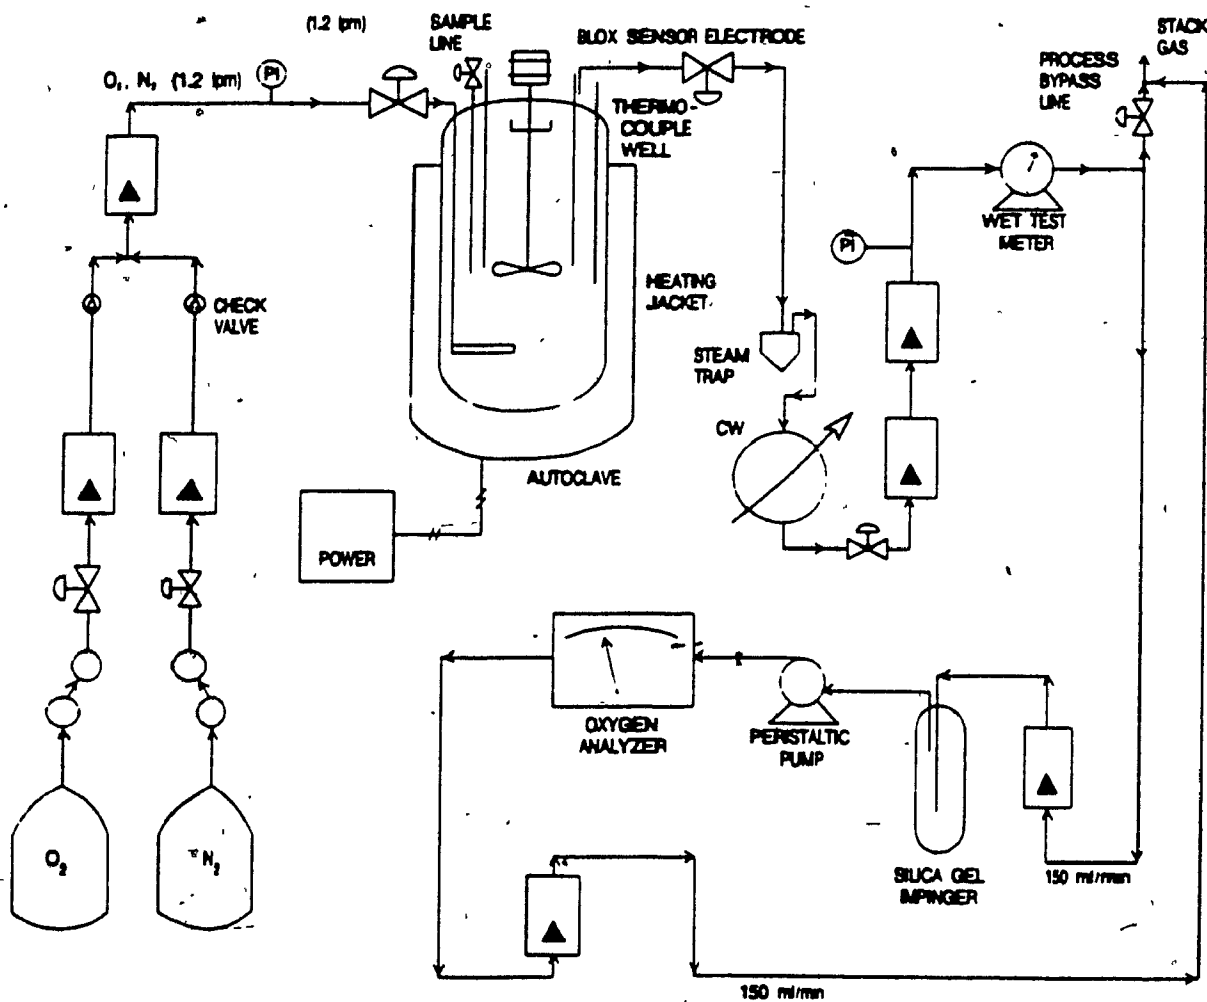 (1.2 lpm)
SAMPLE
LINE
BLOX SENSOR ELECTRODE
STACK
GAS
PROCESS
BYPASS
LINE
O₂, N₂ (1.2 lpm)
PI
THERMO-
COUPLE
WELL
WET TEST
METER
PI
HEATING
JACKET
CHECK
VALVE
STEAM
TRAP
CW
AUTOCLAVE
POWER
OXYGEN
ANALYZER
PERISTALTIC
PUMP
O₂
N₂
SILICA GEL
IMPINGER
150 ml/min
150 ml/min